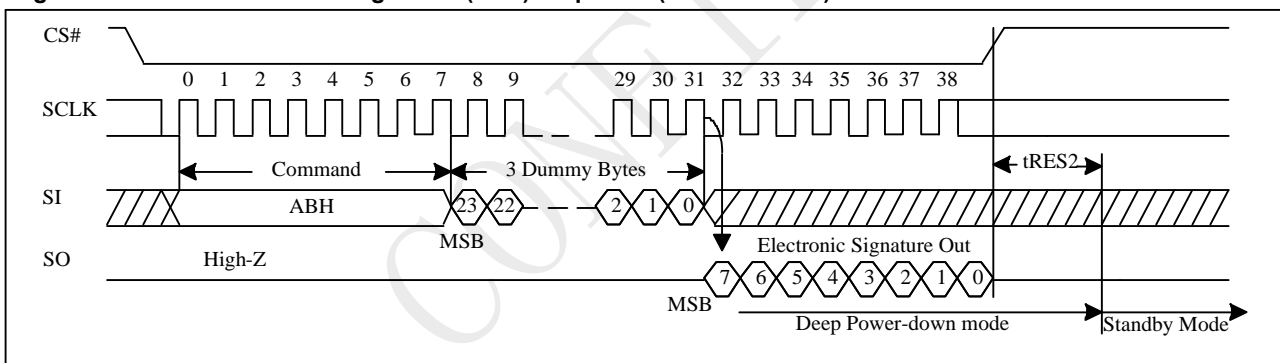 CS#
0 1 2 3 4 5 6 7 8 9 29 30 31 32 33 34 35 36 37 38
SCLK
Command 3 Dummy Bytes tRES2
SI ABH 23 22 2 1 0
MSB
SO High-Z Electronic Signature Out
7 6 5 4 3 2 1 0
MSB
Deep Power-down mode Standby Mode